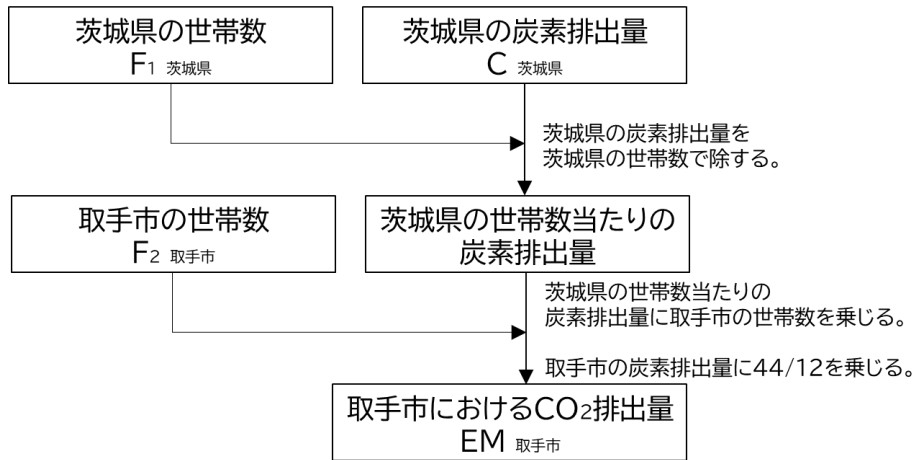 茨城県の世帯数
F1 茨城県
茨城県の炭素排出量
C 茨城県
茨城県の炭素排出量を
茨城県の世帯数で除する。
取手市の世帯数
F2 取手市
茨城県の世帯数当たりの
炭素排出量
茨城県の世帯数当たりの
炭素排出量に取手市の世帯数を乗じる。
取手市の炭素排出量に44/12を乗じる。
取手市におけるCO2排出量
EM 取手市